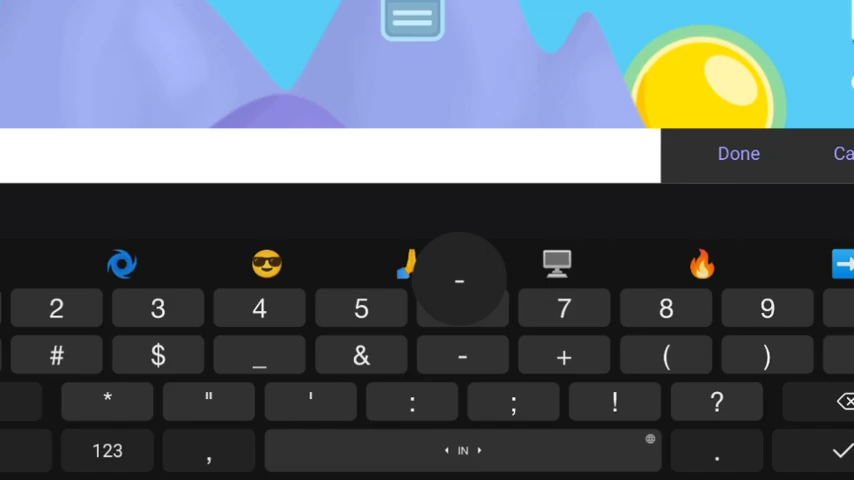 Done Ca
-
2 3 4 5 7 8 9
# $ _ & - + ( )
* " ' : ; ! ?
123 , IN .